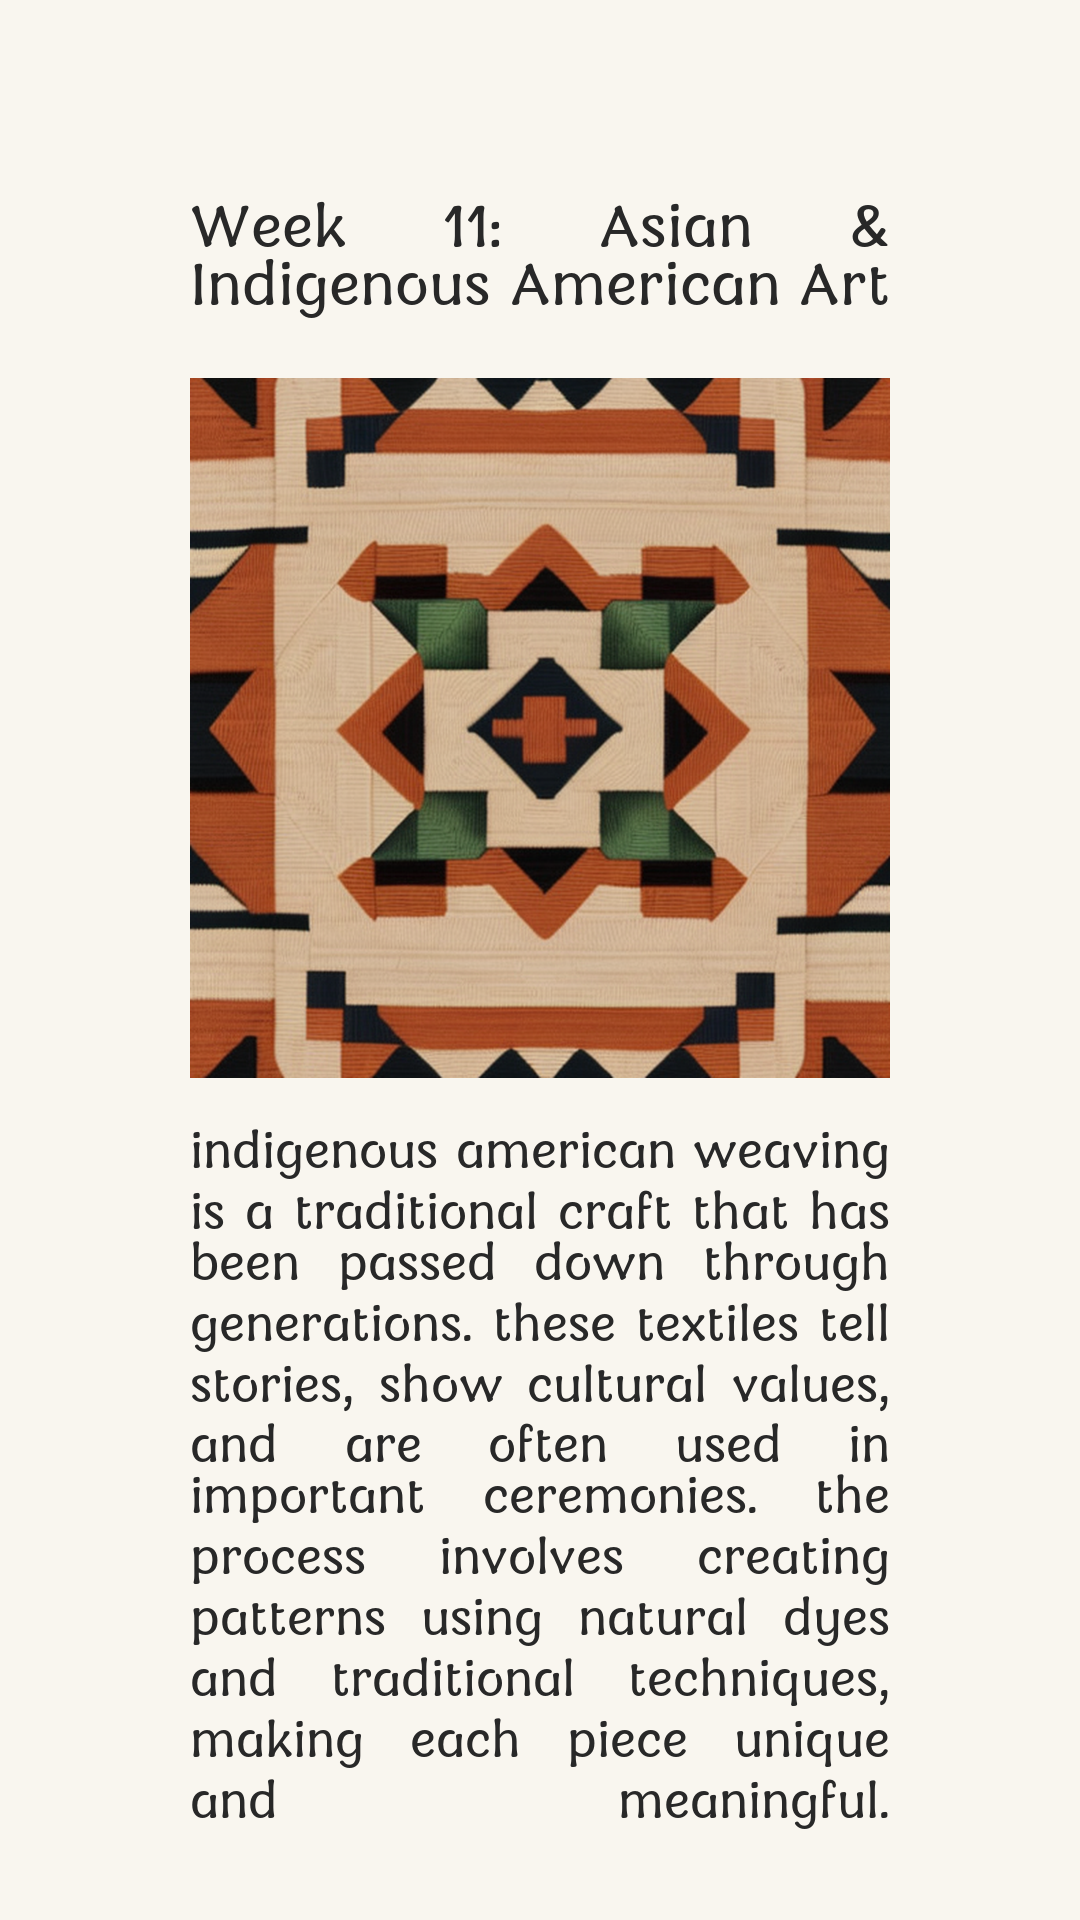 Week 11: Asian &
Indigenous American Art
indigenous american weaving
is a traditional craft that has
been passed down through
generations. these textiles tell
stories, show cultural values,
and are often used in
important ceremonies. the
process involves creating
patterns using natural dyes
and traditional techniques,
making each piece unique
and meaningful.